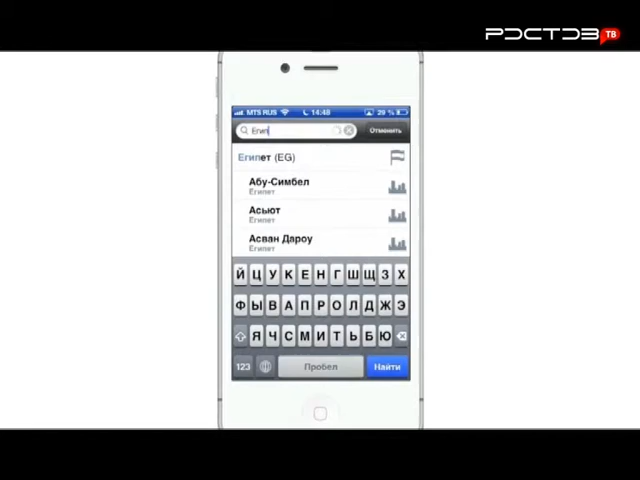 РОСТОВ ТВ
MTS RUS 14:48 29 %
Егип
Отменить
Египет (EG)
Абу-Симбел
Египет
Асьют
Египет
Асван Дароу
Египет
Й Ц У К Е Н Г Ш Щ З Х
Ф Ы В А П Р О Л Д Ж Э
Я Ч С М И Т Ь Б Ю
123 Пробел Найти